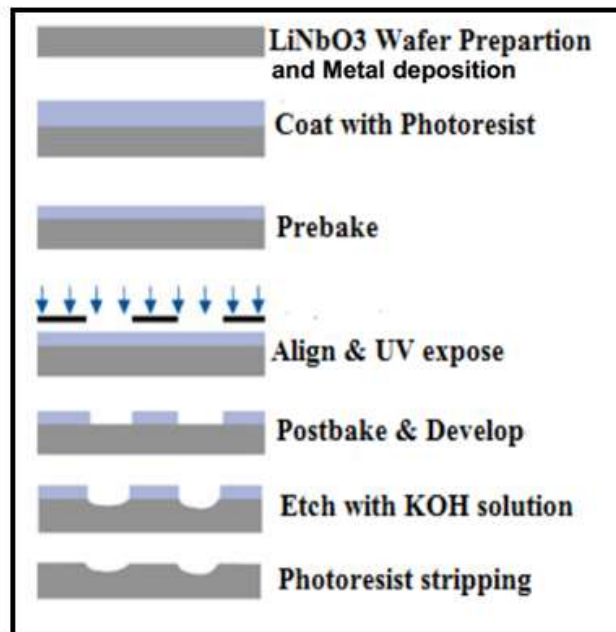 LiNbO3 Wafer Prepartion
and Metal deposition
Coat with Photoresist
Prebake
Align & UV expose
Postbake & Develop
Etch with KOH solution
Photoresist stripping